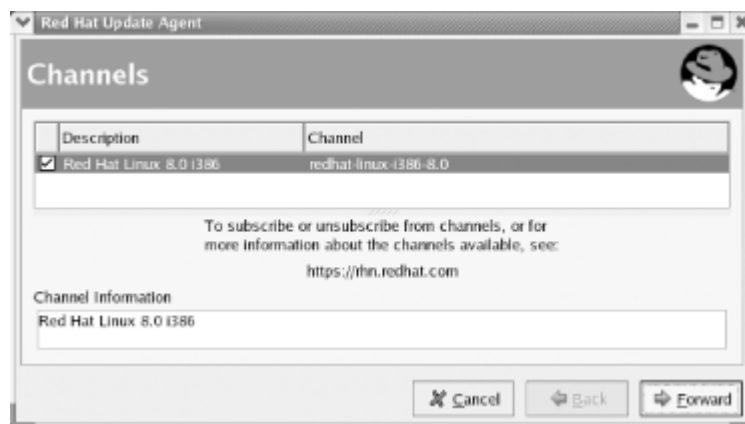 Red Hat Update Agent
Channels
Description Channel
Red Hat Linux 8.0 i386 redhat-linux-i386-8.0
To subscribe or unsubscribe from channels, or for
more information about the channels available, see:
https://rhn.redhat.com
Channel Information
Red Hat Linux 8.0 i386
Cancel Back Forward